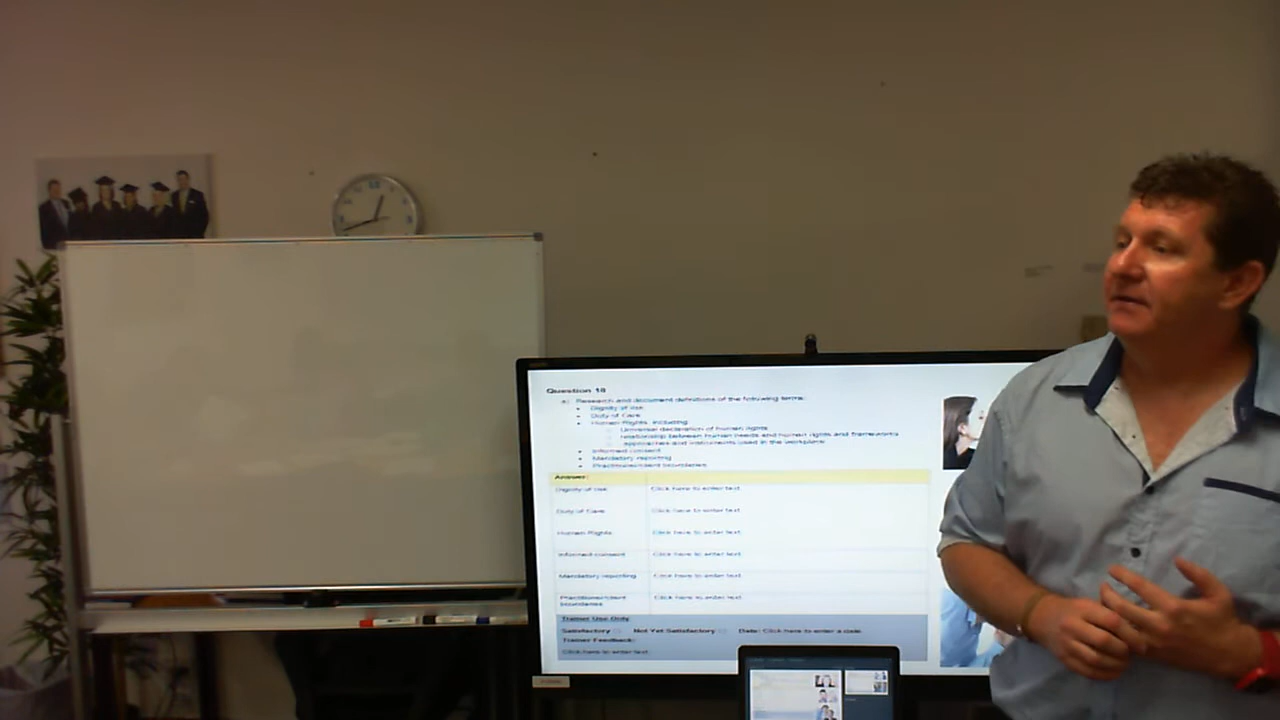 Question 10
a) Research and document definitions of the following terms:
• Dignity of risk
• Duty of Care
• Human Rights, including
○ Universal declaration of human rights
○ relationship between human needs and human rights and frameworks
○ approaches and instruments used in the workplace
• Informed consent
• Mandatory reporting
• Practitioner/client boundaries
Answer:
Dignity of risk Click here to enter text.
Duty of Care Click here to enter text.
Human Rights Click here to enter text.
Informed consent Click here to enter text.
Mandatory reporting Click here to enter text.
Practitioner/client boundaries Click here to enter text.
Trainer Use Only
Satisfactory Not Yet Satisfactory Date: Click here to enter a date.
Trainer Feedback:
Click here to enter text.